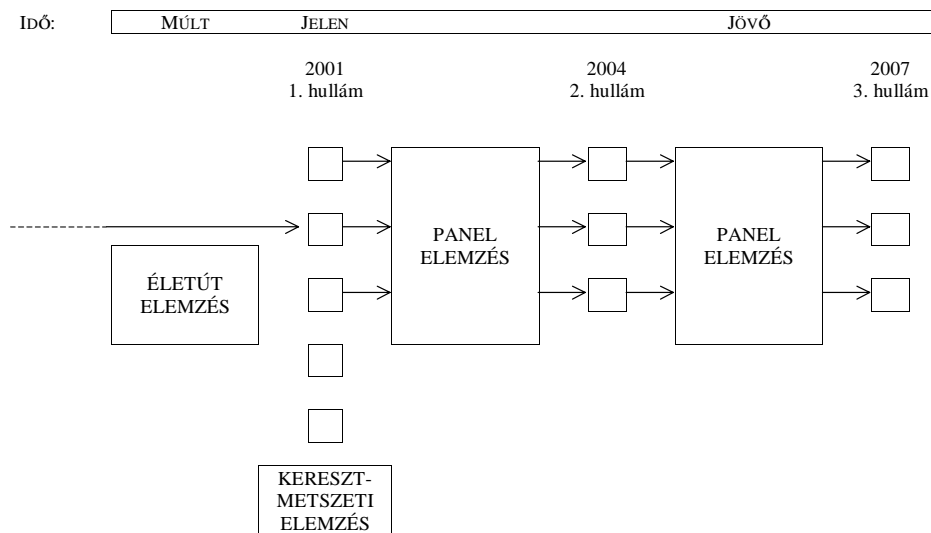 IDŐ: MÚLT JELEN JÖVŐ
2001 2004 2007
1. hullám 2. hullám 3. hullám
PANEL
ELEMZÉS
PANEL
ELEMZÉS
ÉLETÚT
ELEMZÉS
KERESZT-
METSZETI
ELEMZÉS